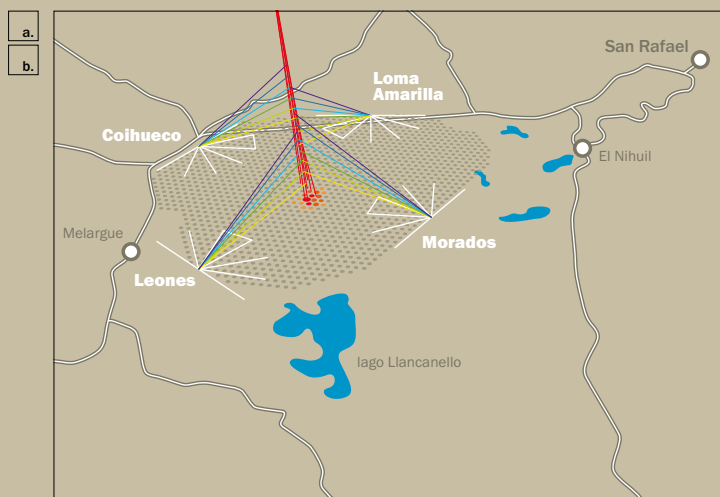 a.
b.
San Rafael
Loma
Amarilla
Coihueco
El Nihuil
Melargue
Morados
Leones
lago Llancanello